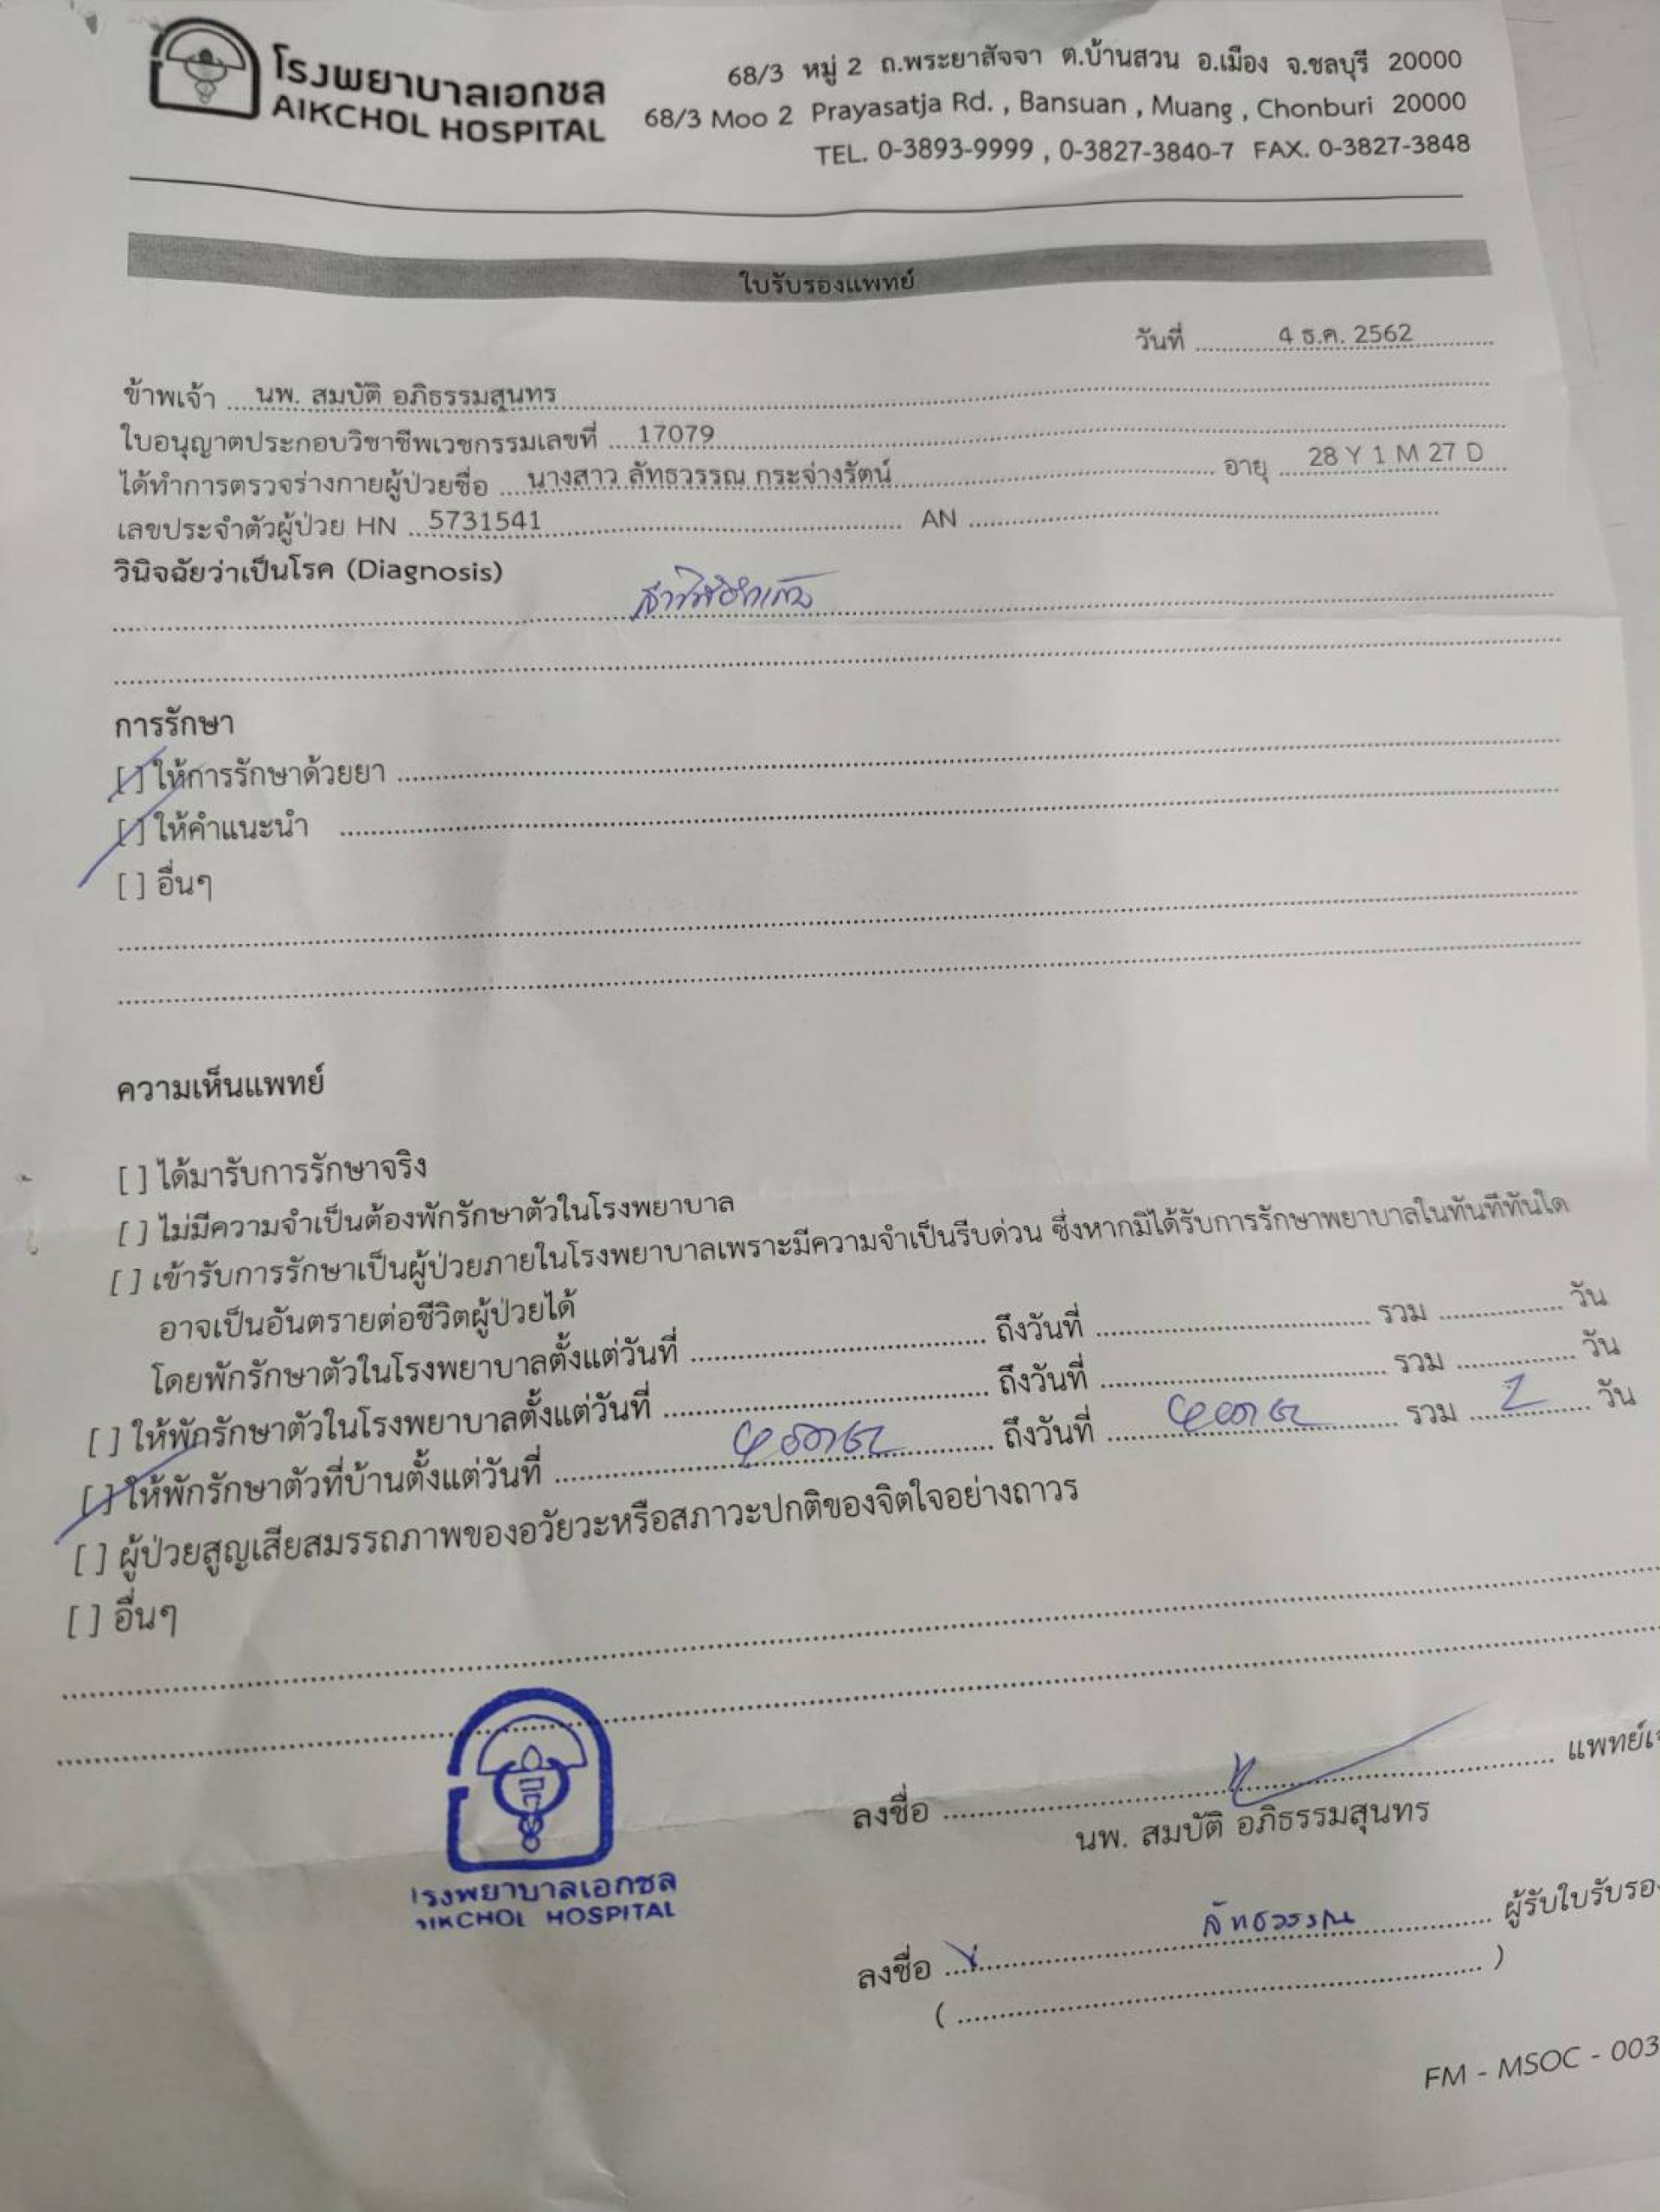 โรงพยาบาลเอกชล
AIKCHOL HOSPITAL
68/3 หมู่ 2 ถ.พระยาสัจจา ต.บ้านสวน อ.เมือง จ.ชลบุรี 20000
68/3 Moo 2 Prayasatja Rd. , Bansuan , Muang , Chonburi 20000
TEL. 0-3893-9999 , 0-3827-3840-7 FAX. 0-3827-3848
ใบรับรองแพทย์
วันที่ 4 ธ.ค. 2562
ข้าพเจ้า นพ. สมบัติ อภิธรรมสุนทร
ใบอนุญาตประกอบวิชาชีพเวชกรรมเลขที่ 17079
ได้ทำการตรวจร่างกายผู้ป่วยชื่อ นางสาว ลัทธวรรณ กระจ่างรัตน์ อายุ 28 Y 1 M 27 D
เลขประจำตัวผู้ป่วย HN 5731541 AN
วินิจฉัยว่าเป็นโรค (Diagnosis)
การรักษา
[ ] ให้การรักษาด้วยยา
[ ] ให้คำแนะนำ
[ ] อื่นๆ
ความเห็นแพทย์
[ ] ได้มารับการรักษาจริง
[ ] ไม่มีความจำเป็นต้องพักรักษาตัวในโรงพยาบาล
[ ] เข้ารับการรักษาเป็นผู้ป่วยภายในโรงพยาบาลเพราะมีความจำเป็นรีบด่วน ซึ่งหากมิได้รับการรักษาพยาบาลในทันทีทันใด
อาจเป็นอันตรายต่อชีวิตผู้ป่วยได้
โดยพักรักษาตัวในโรงพยาบาลตั้งแต่วันที่ ถึงวันที่ รวม วัน
[ ] ให้พักรักษาตัวในโรงพยาบาลตั้งแต่วันที่ ถึงวันที่ รวม วัน
[ ] ให้พักรักษาตัวที่บ้านตั้งแต่วันที่ ถึงวันที่ รวม 1 วัน
[ ] ผู้ป่วยสูญเสียสมรรถภาพของอวัยวะหรือสภาวะปกติของจิตใจอย่างถาวร
[ ] อื่นๆ
ลงชื่อ แพทย์
นพ. สมบัติ อภิธรรมสุนทร
โรงพยาบาลเอกชล
AIKCHOL HOSPITAL
ลงชื่อ x ลัทธวรรณ ผู้รับใบรับรอง
( )
FM - MSOC - 003